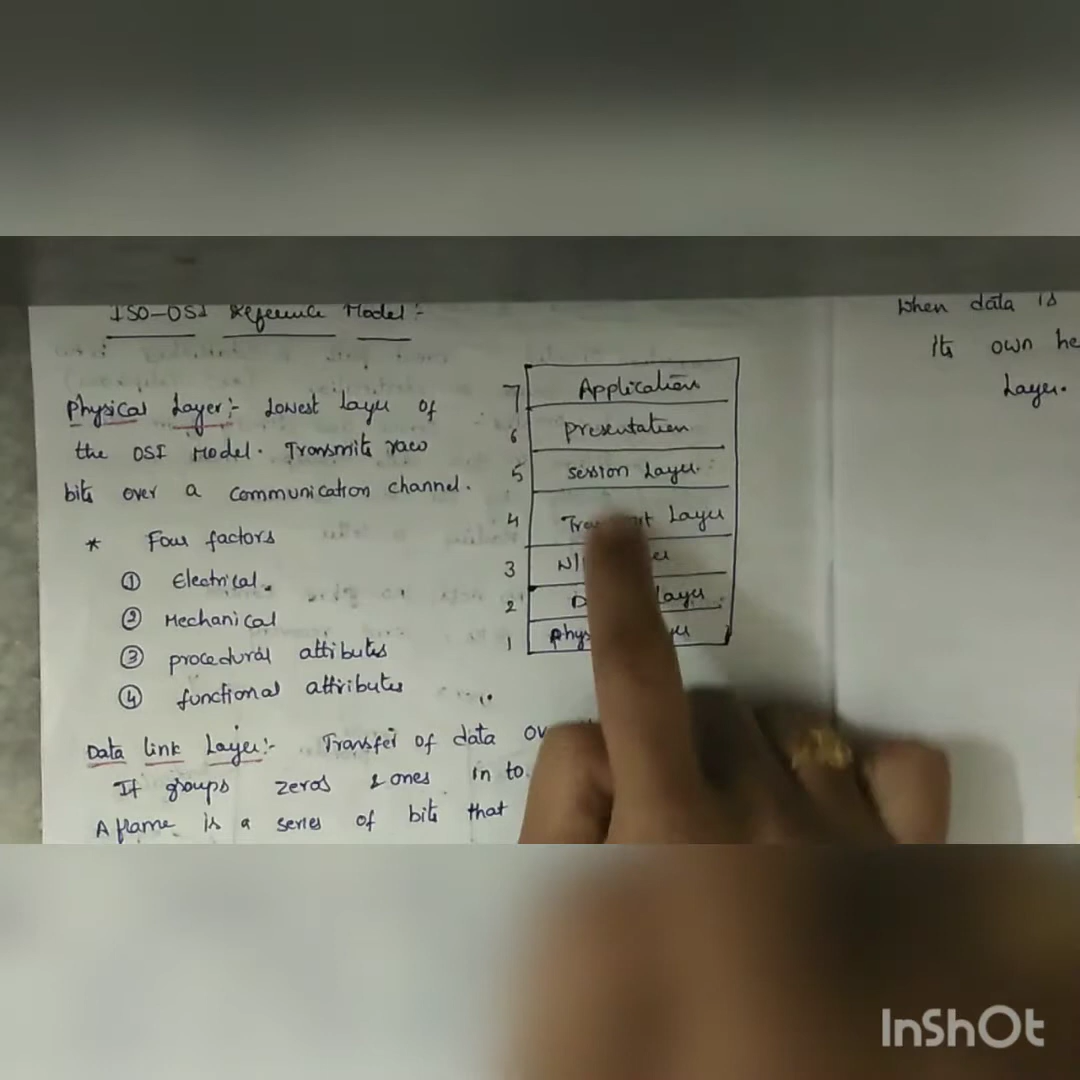 ISO-OSI Reference Model:-
Physical Layer:- Lowest Layer of
the OSI Model. Transmits raw
bits over a communication channel.
* Four factors
① Electrical.
② Mechanical
③ procedural attibutes
④ functional attributes
7 Application
6 presentation
5 session Layer.
4 Layer
3
2 Layer.
1
Data Link Layer:- Transfer of data
It groups zeros & ones in to
A frame is a series of bits that
When data is
its own
Layer.
InShOt